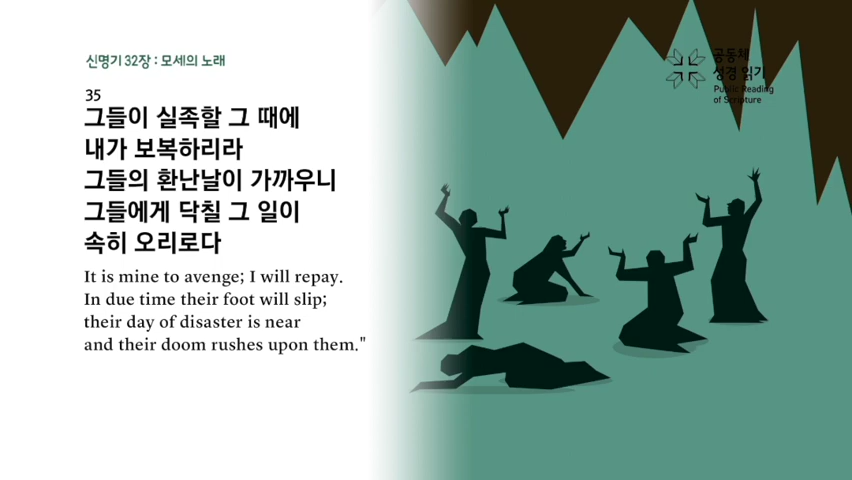 신명기 32장 : 모세의 노래
공동체
성경 읽기
Public Reading
of Scripture
35
그들이 실족할 그 때에
내가 보복하리라
그들의 환난날이 가까우니
그들에게 닥칠 그 일이
속히 오리로다
It is mine to avenge; I will repay.
In due time their foot will slip;
their day of disaster is near
and their doom rushes upon them."